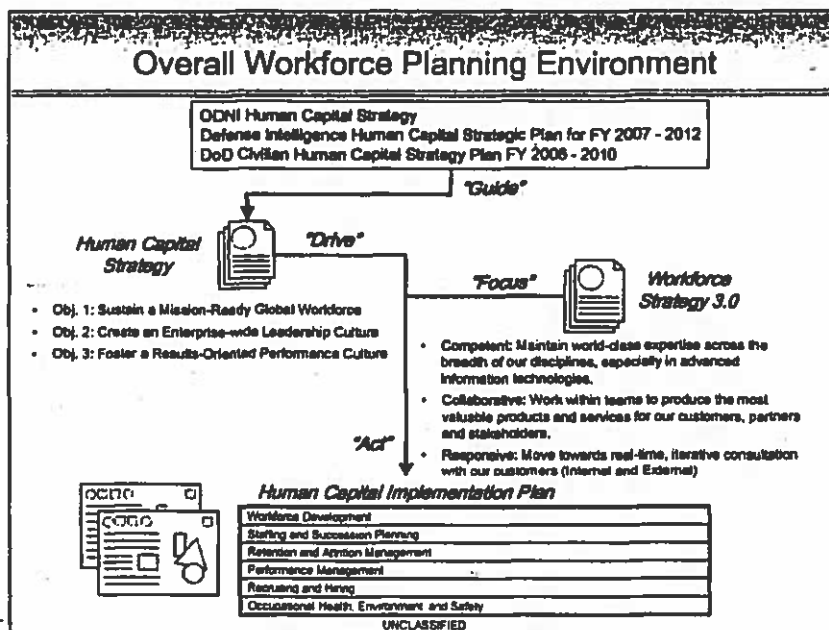 Overall Workforce Planning Environment
ODNI Human Capital Strategy
Defense Intelligence Human Capital Strategic Plan for FY 2007 - 2012
DoD Civilian Human Capital Strategy Plan FY 2006 - 2010
"Guide"
Human Capital
Strategy
"Drive"
• Obj. 1: Sustain a Mission-Ready Global Workforce
• Obj. 2: Create an Enterprise-wide Leadership Culture
• Obj. 3: Foster a Results-Oriented Performance Culture
"Focus"
Workforce
Strategy 3.0
• Competent: Maintain world-class expertise across the
breadth of our disciplines, especially in advanced
information technologies.
• Collaborative: Work within teams to produce the most
valuable products and services for our customers, partners
and stakeholders.
• Responsive: Move towards real-time, iterative consultation
with our customers (Internal and External)
"Act"
Human Capital Implementation Plan
Workforce Development
Staffing and Succession Planning
Retention and Attrition Management
Performance Management
Recruiting and Hiring
Occupational Health, Environment and Safety
UNCLASSIFIED